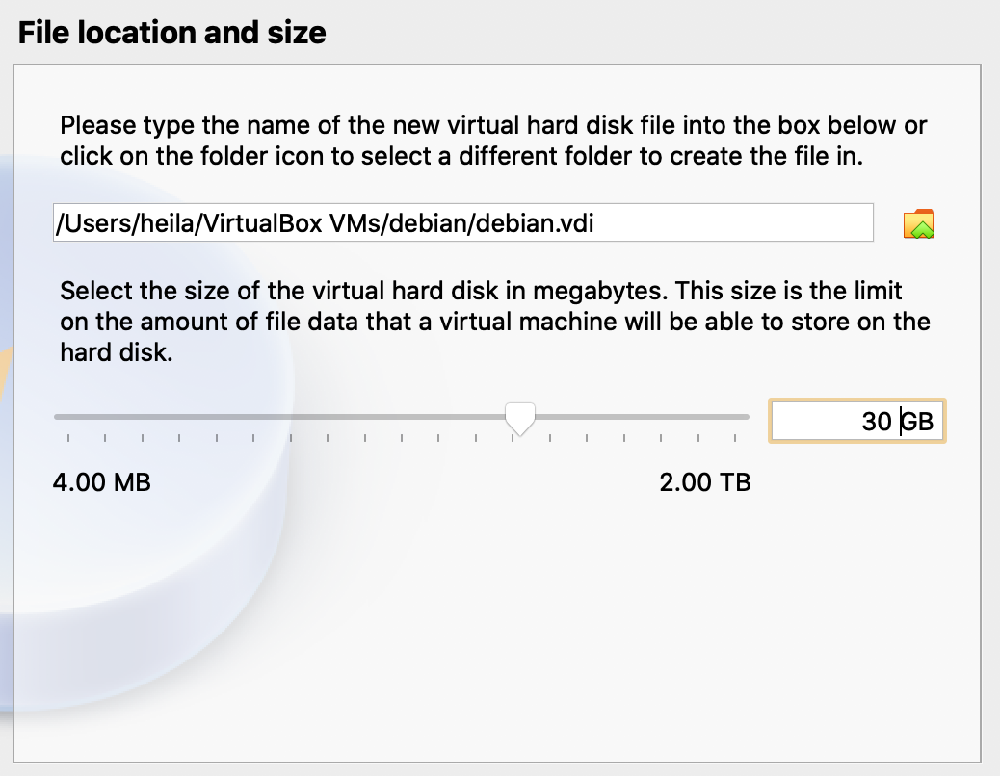 File location and size
Please type the name of the new virtual hard disk file into the box below or
click on the folder icon to select a different folder to create the file in.
/Users/heila/VirtualBox VMs/debian/debian.vdi
Select the size of the virtual hard disk in megabytes. This size is the limit
on the amount of file data that a virtual machine will be able to store on the
hard disk.
30 GB
4.00 MB
2.00 TB